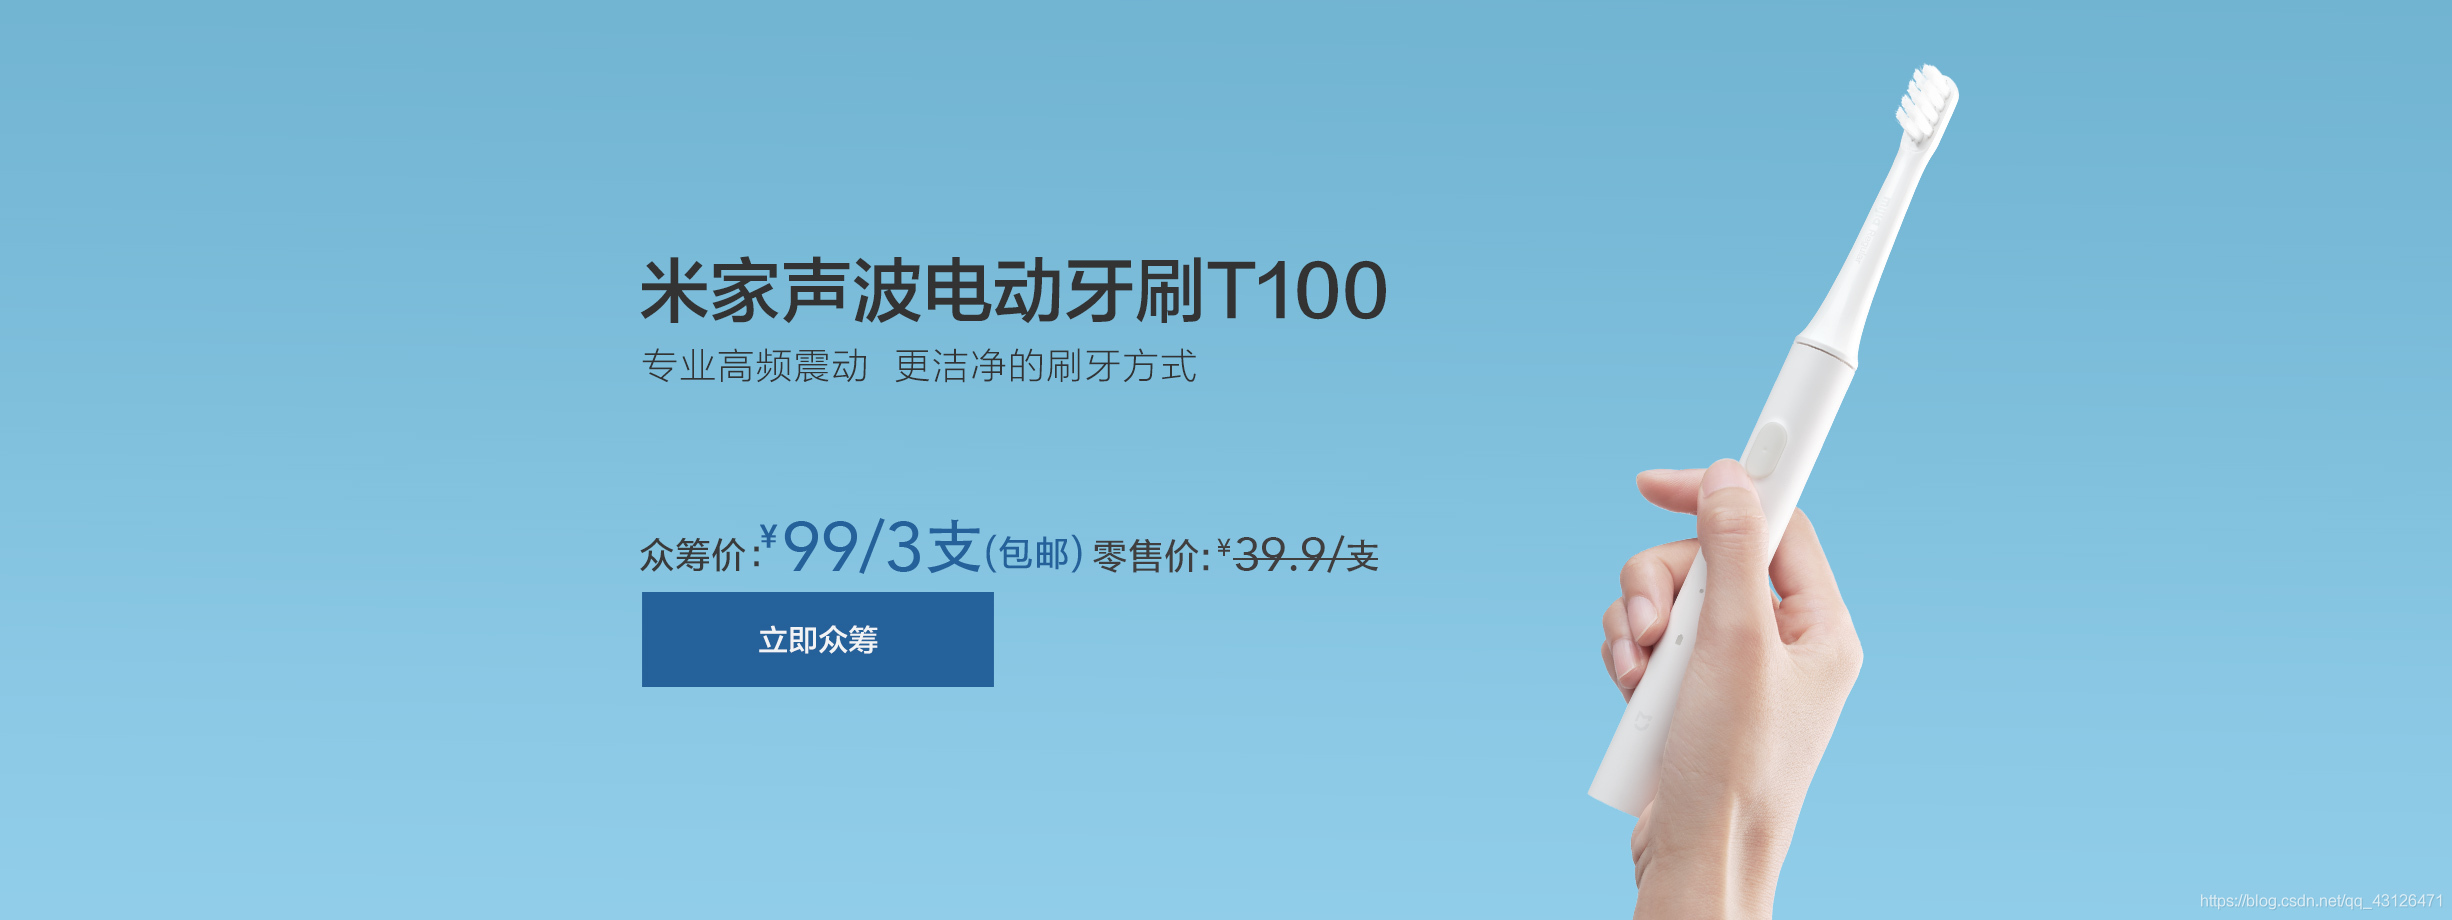 米家声波电动牙刷T100
专业高频震动 更洁净的刷牙方式
众筹价:¥99/3支(包邮) 零售价:¥39.9/支
立即众筹
https://blog.csdn.net/qq_43126471